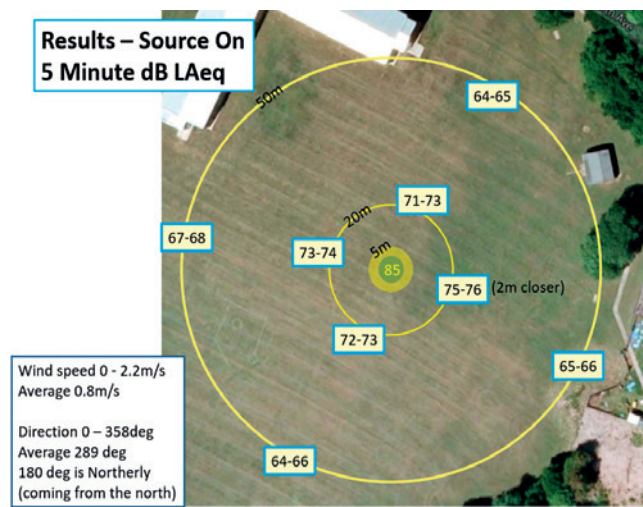 Results – Source On
5 Minute dB LAeq
50m
64-65
71-73
20m
67-68
73-74
5m
85
75-76 (2m closer)
72-73
65-66
64-66
Wind speed 0 - 2.2m/s
Average 0.8m/s
Direction 0 – 358deg
Average 289 deg
180 deg is Northerly
(coming from the north)